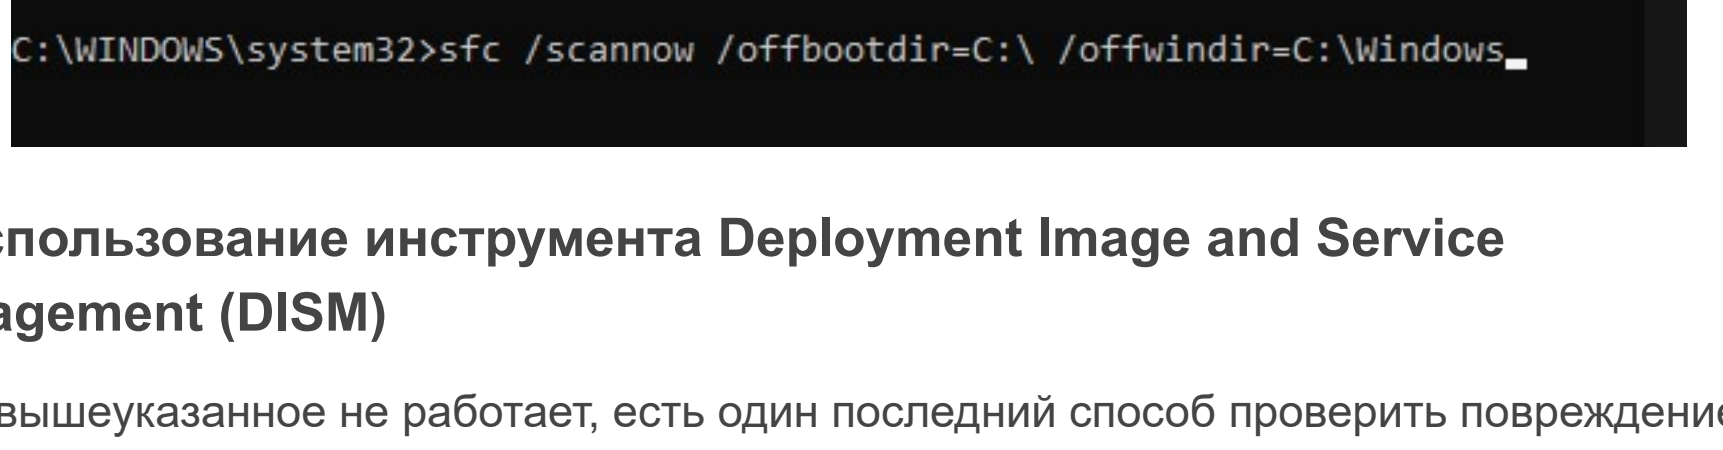 C:\WINDOWS\system32>sfc /scannow /offbootdir=C:\ /offwindir=C:\Windows
спользование инструмента Deployment Image and Service
agement (DISM)
вышеуказанное не работает, есть один последний способ проверить повреждение